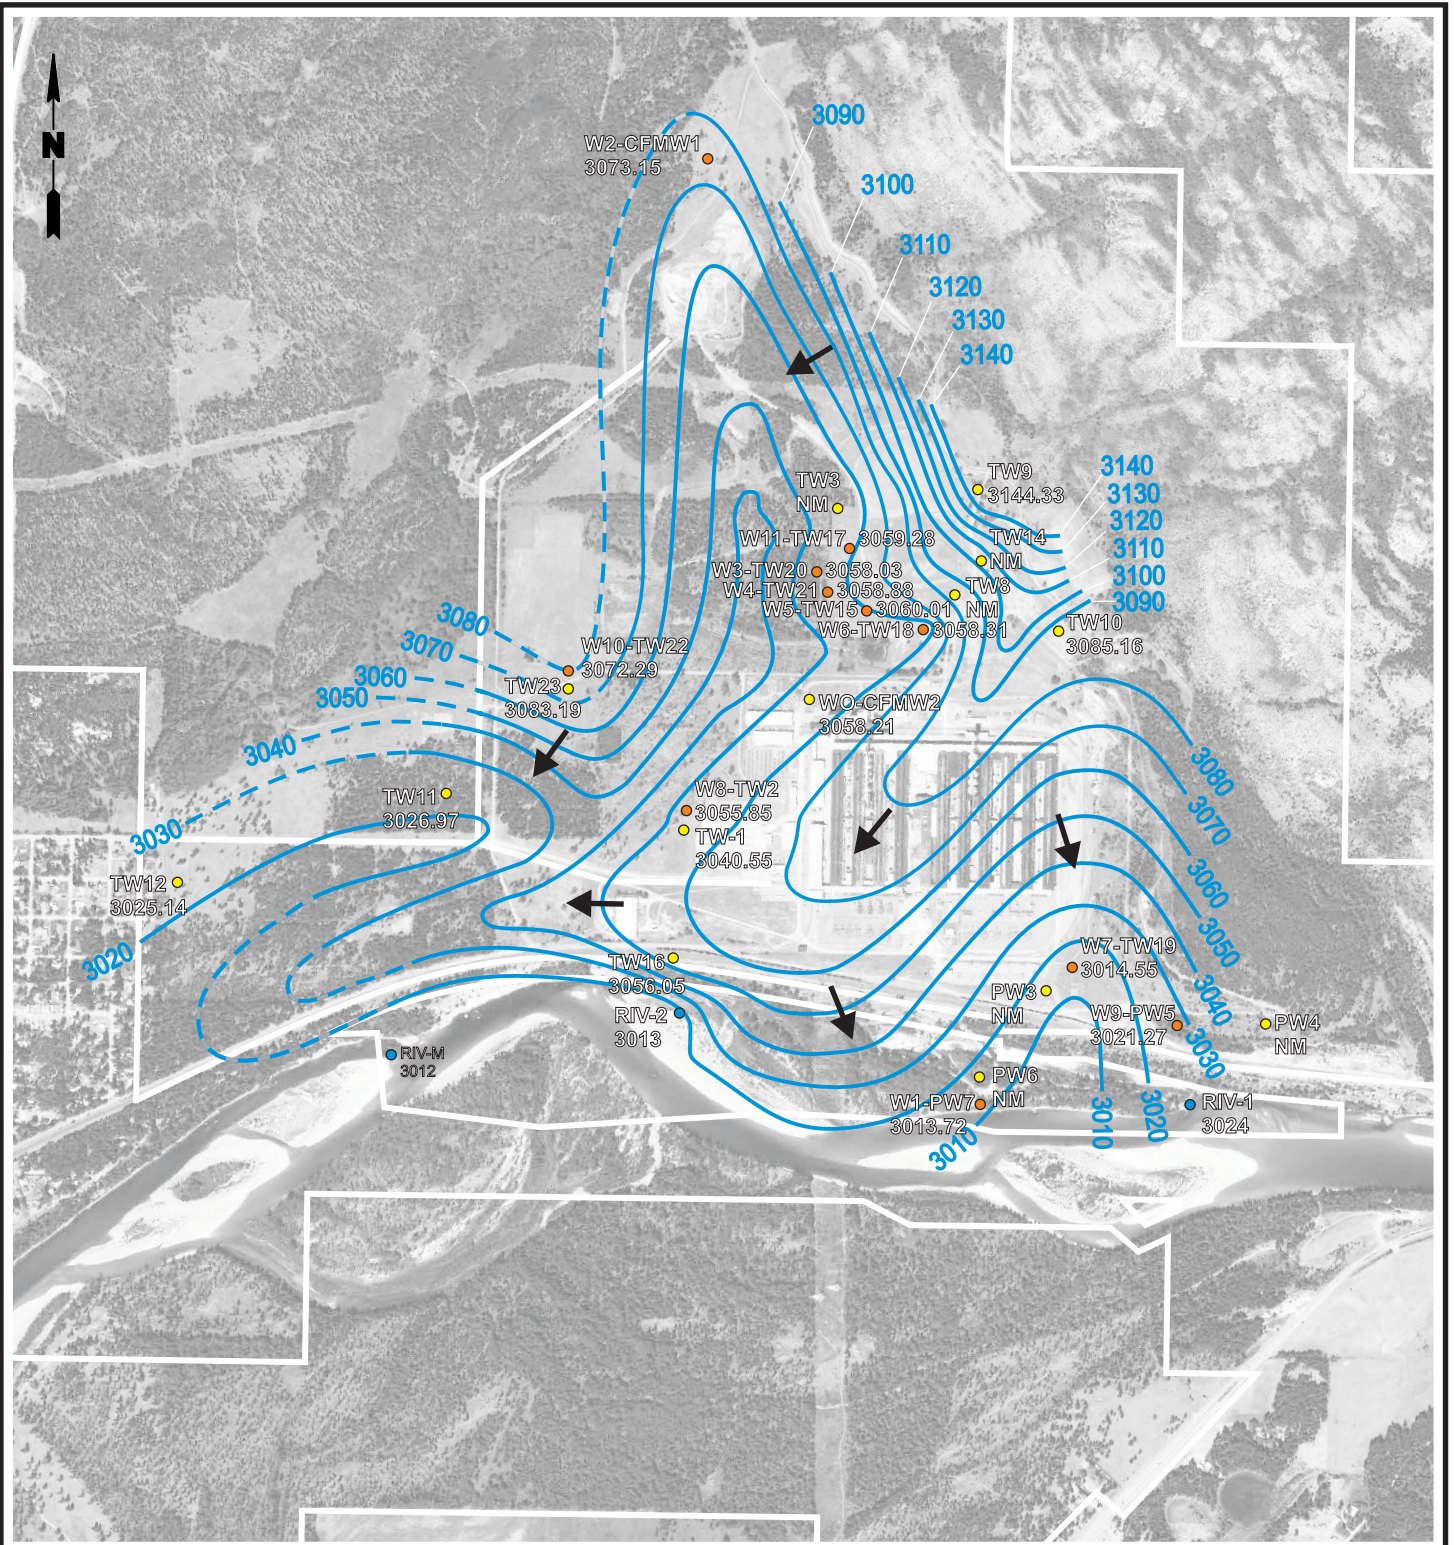 3090
W2-CFMW1
3073.15
N
3100
3110
3120
3130
3140
3140
TW9
3144.33
3130
TW3
NM
3120
W11-TW17 3059.28
TW14
NM
3110
W3-TW20 3058.03
3100
W4-TW21 3058.88
TW8
NM
3090
W5-TW15 3060.01
W6-TW18 3058.31
TW10
3085.16
3080
3070
W10-TW22
3072.29
3060
TW23
3083.19
3050
WO-CFMW2
3058.21
3040
3080
W8-TW2
3055.85
TW11
3026.97
3070
3030
TW-1
3040.55
3060
TW12
3025.14
3050
3020
W7-TW19
3014.55
TW16
3056.05
PW3
NM
3040
RIV-2
3013
W9-PW5
3021.27
PW4
NM
RIV-M
3012
3030
PW6
NM
W1-PW7
3013.72
RIV-1
3024
3010
3020
3010